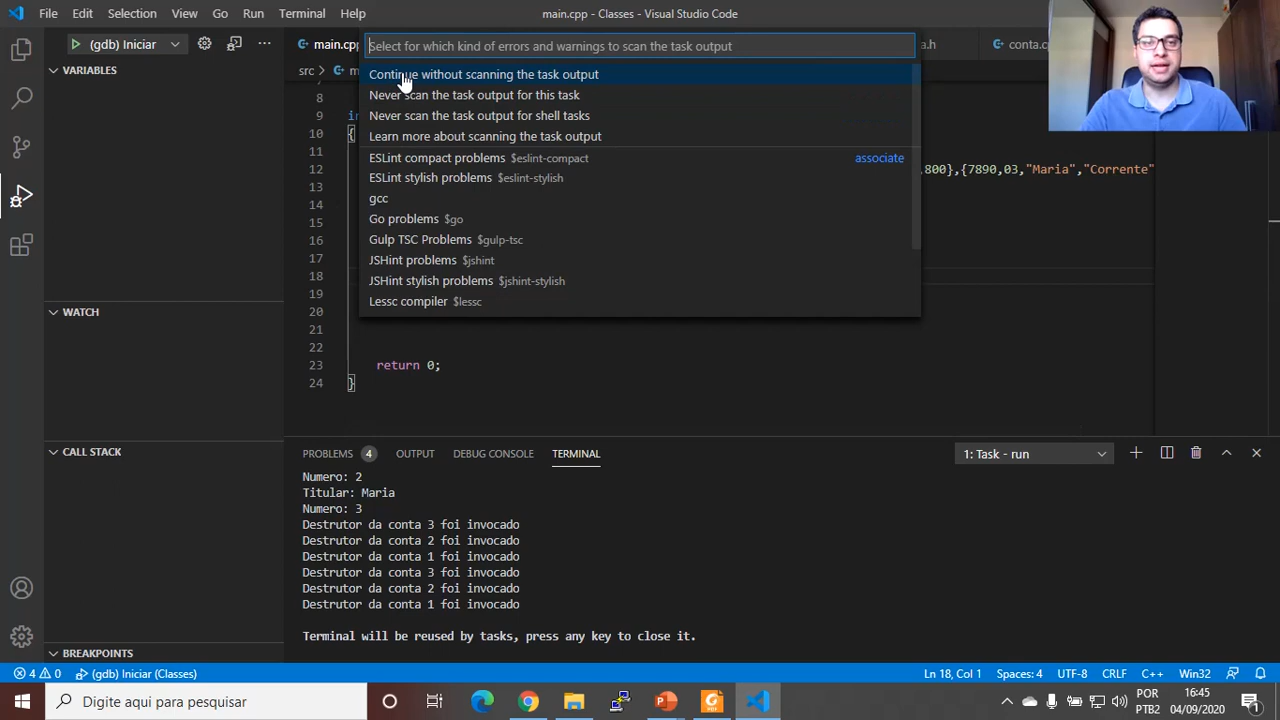 File Edit Selection View Go Run Terminal Help
main.cpp - Classes - Visual Studio Code
(gdb) Iniciar
main.cpp
a.h
conta.c
Select for which kind of errors and warnings to scan the task output
Continue without scanning the task output
Never scan the task output for this task
Never scan the task output for shell tasks
Learn more about scanning the task output
ESLint compact problems $eslint-compact associate
ESLint stylish problems $eslint-stylish
gcc
Go problems $go
Gulp TSC Problems $gulp-tsc
JSHint problems $jshint
JSHint stylish problems $jshint-stylish
Lessc compiler $lessc
VARIABLES
WATCH
CALL STACK
BREAKPOINTS
src > m
8
9 in
10 {
11
12 ,800},{7890,03,"Maria","Corrente"
13
14
15
16
17
18
19
20
21
22
23 return 0;
24 }
PROBLEMS 4 OUTPUT DEBUG CONSOLE TERMINAL 1: Task - run
Numero: 2
Titular: Maria
Numero: 3
Destrutor da conta 3 foi invocado
Destrutor da conta 2 foi invocado
Destrutor da conta 1 foi invocado
Destrutor da conta 3 foi invocado
Destrutor da conta 2 foi invocado
Destrutor da conta 1 foi invocado
Terminal will be reused by tasks, press any key to close it.
4 0 (gdb) Iniciar (Classes) Ln 18, Col 1 Spaces: 4 UTF-8 CRLF C++ Win32
Digite aqui para pesquisar
POR
PTB2
16:45
04/09/2020
1